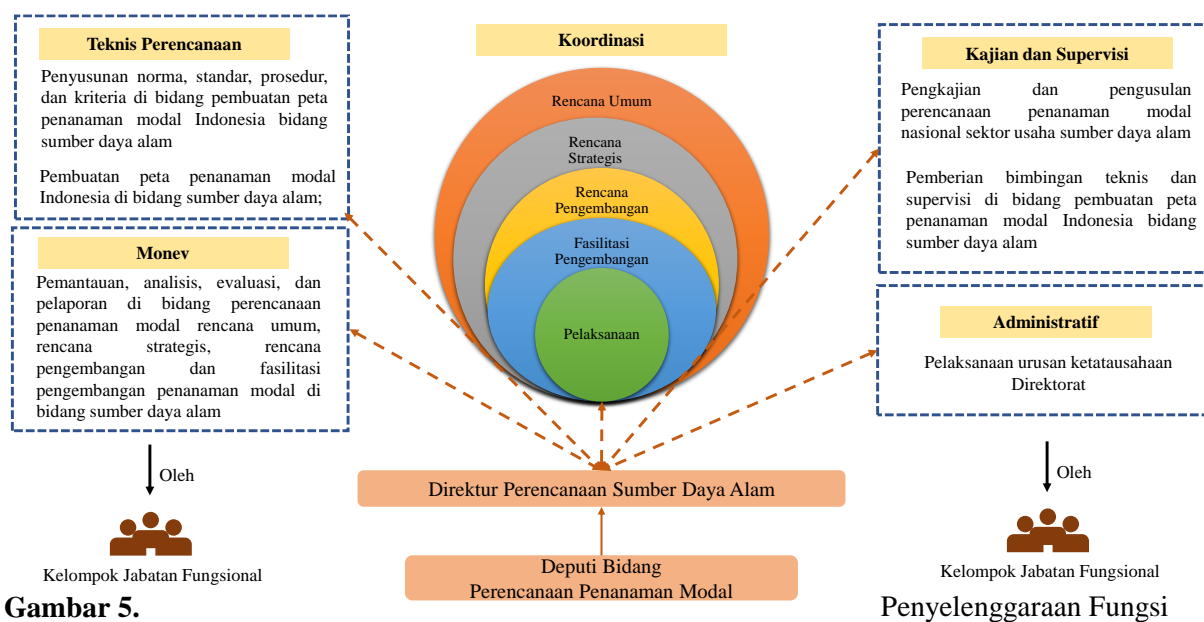 Teknis Perencanaan
Penyusunan norma, standar, prosedur,
dan kriteria di bidang pembuatan peta
penanaman modal Indonesia bidang
sumber daya alam
Pembuatan peta penanaman modal
Indonesia di bidang sumber daya alam;
Monev
Pemantauan, analisis, evaluasi, dan
pelaporan di bidang perencanaan
penanaman modal rencana umum,
rencana strategis, rencana
pengembangan dan fasilitasi
pengembangan penanaman modal di
bidang sumber daya alam
Oleh
Kelompok Jabatan Fungsional
Koordinasi
Rencana Umum
Rencana
Strategis
Rencana
Pengembangan
Fasilitasi
Pengembangan
Pelaksanaan
Direktur Perencanaan Sumber Daya Alam
Deputi Bidang
Perencanaan Penanaman Modal
Kajian dan Supervisi
Pengkajian dan pengusulan
perencanaan penanaman modal
nasional sektor usaha sumber daya alam
Pemberian bimbingan teknis dan
supervisi di bidang pembuatan peta
penanaman modal Indonesia bidang
sumber daya alam
Administratif
Pelaksanaan urusan ketatausahaan
Direktorat
Oleh
Kelompok Jabatan Fungsional
Gambar 5. Penyelenggaraan Fungsi